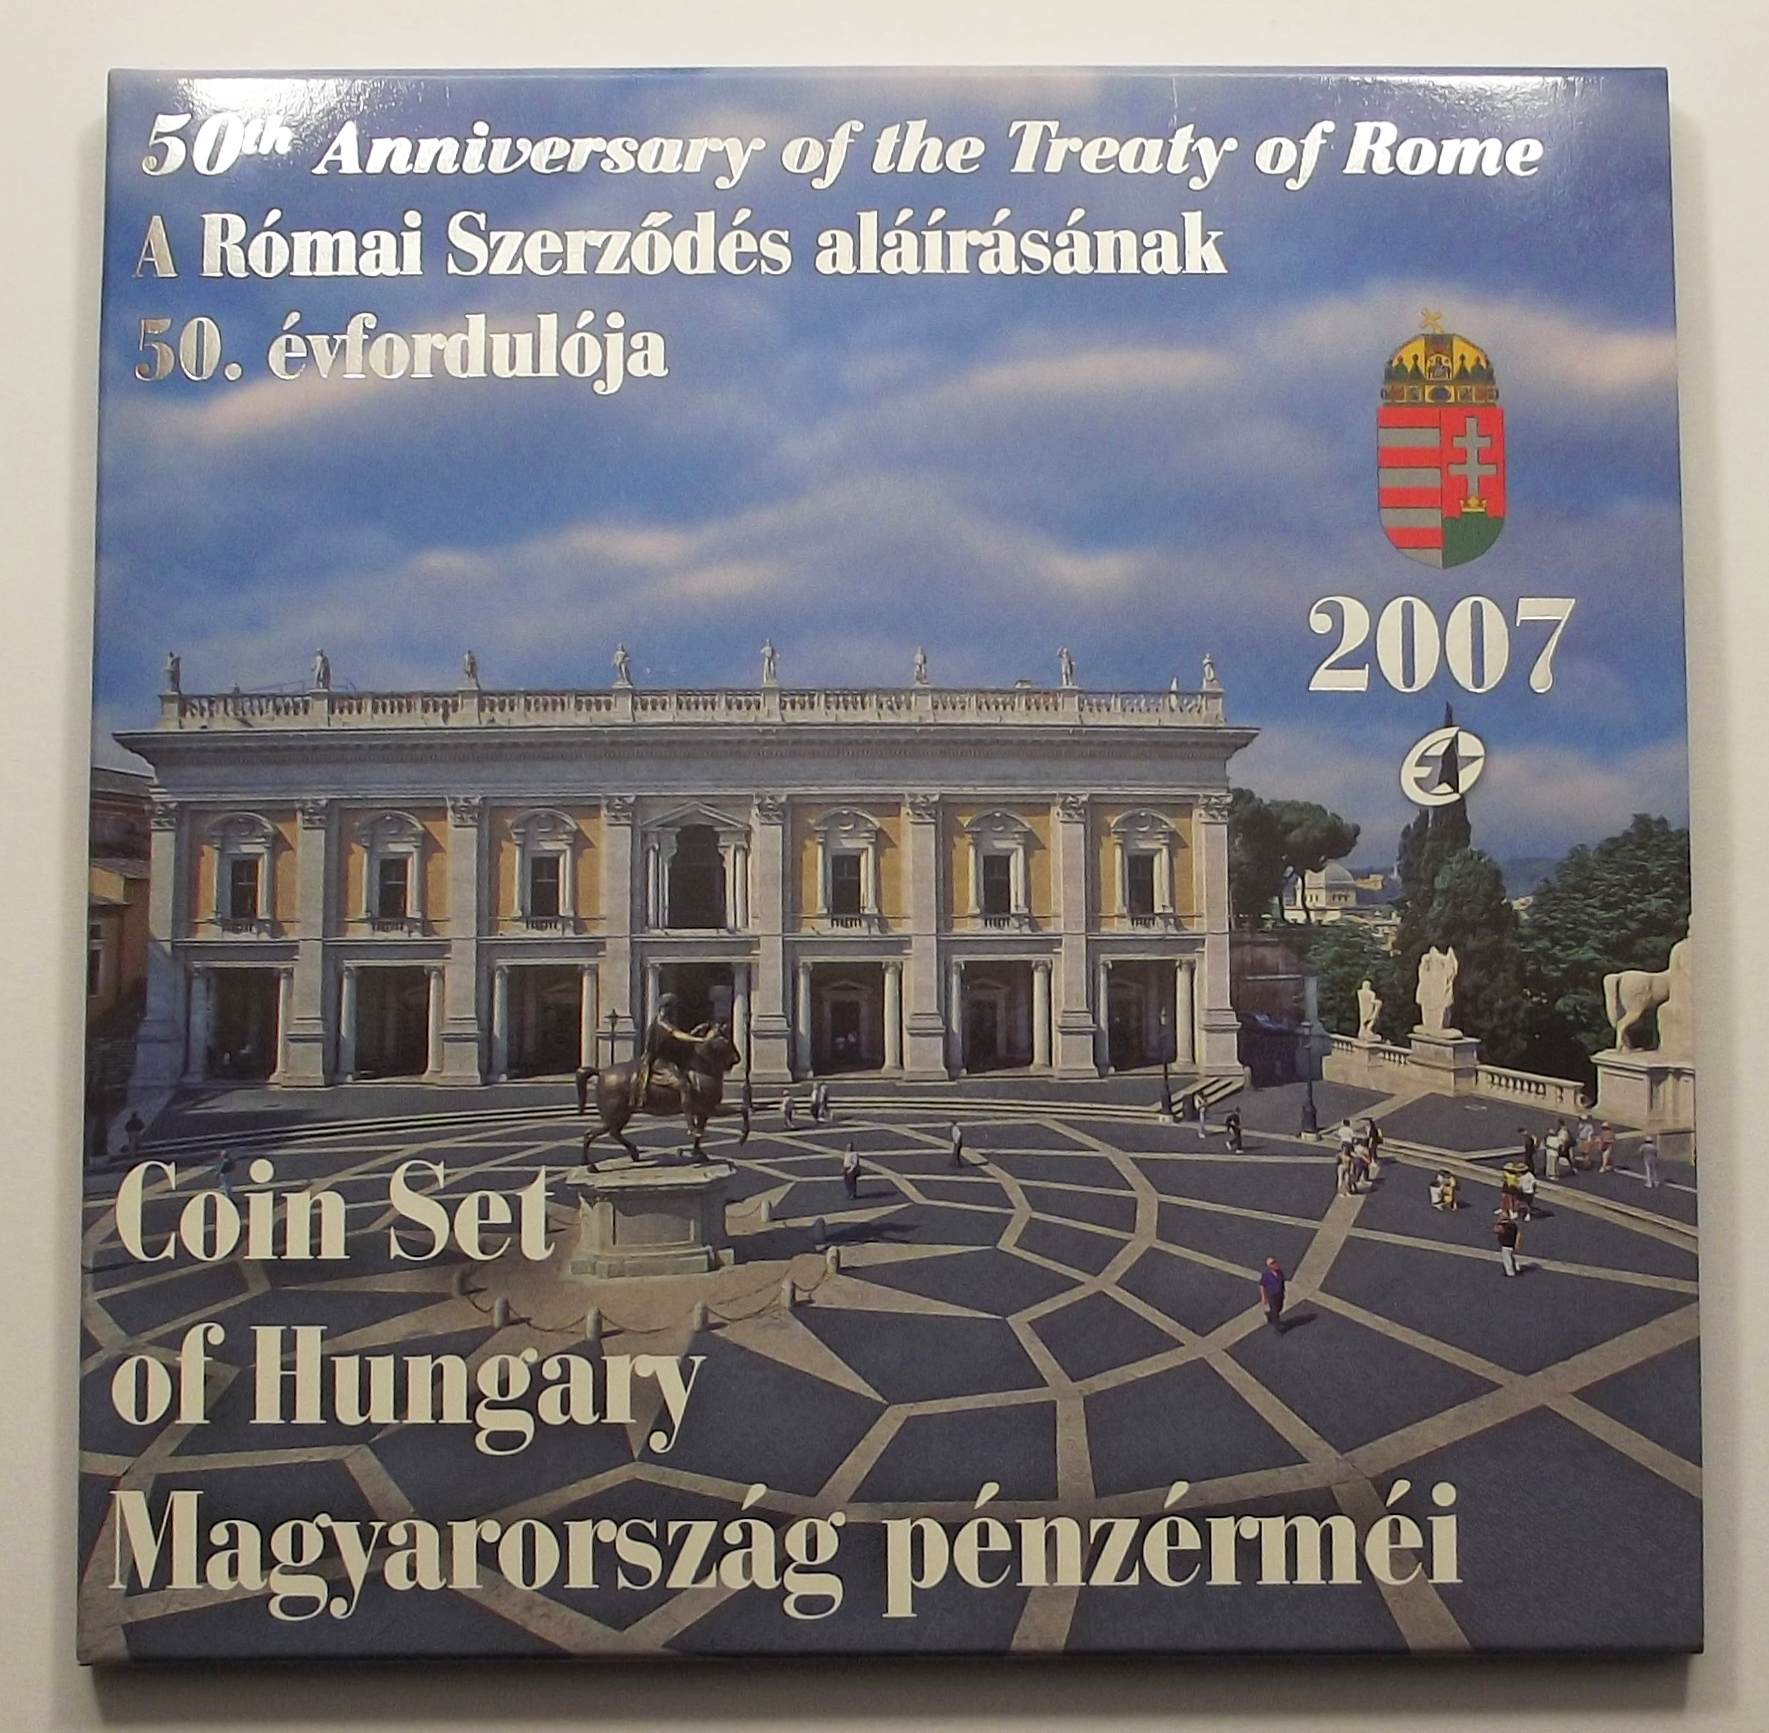 50th Anniversary of the Treaty of Rome
A Római Szerződés aláírásának
50. évfordulója
2007
Coin Set
of Hungary
Magyarország pénzérméi